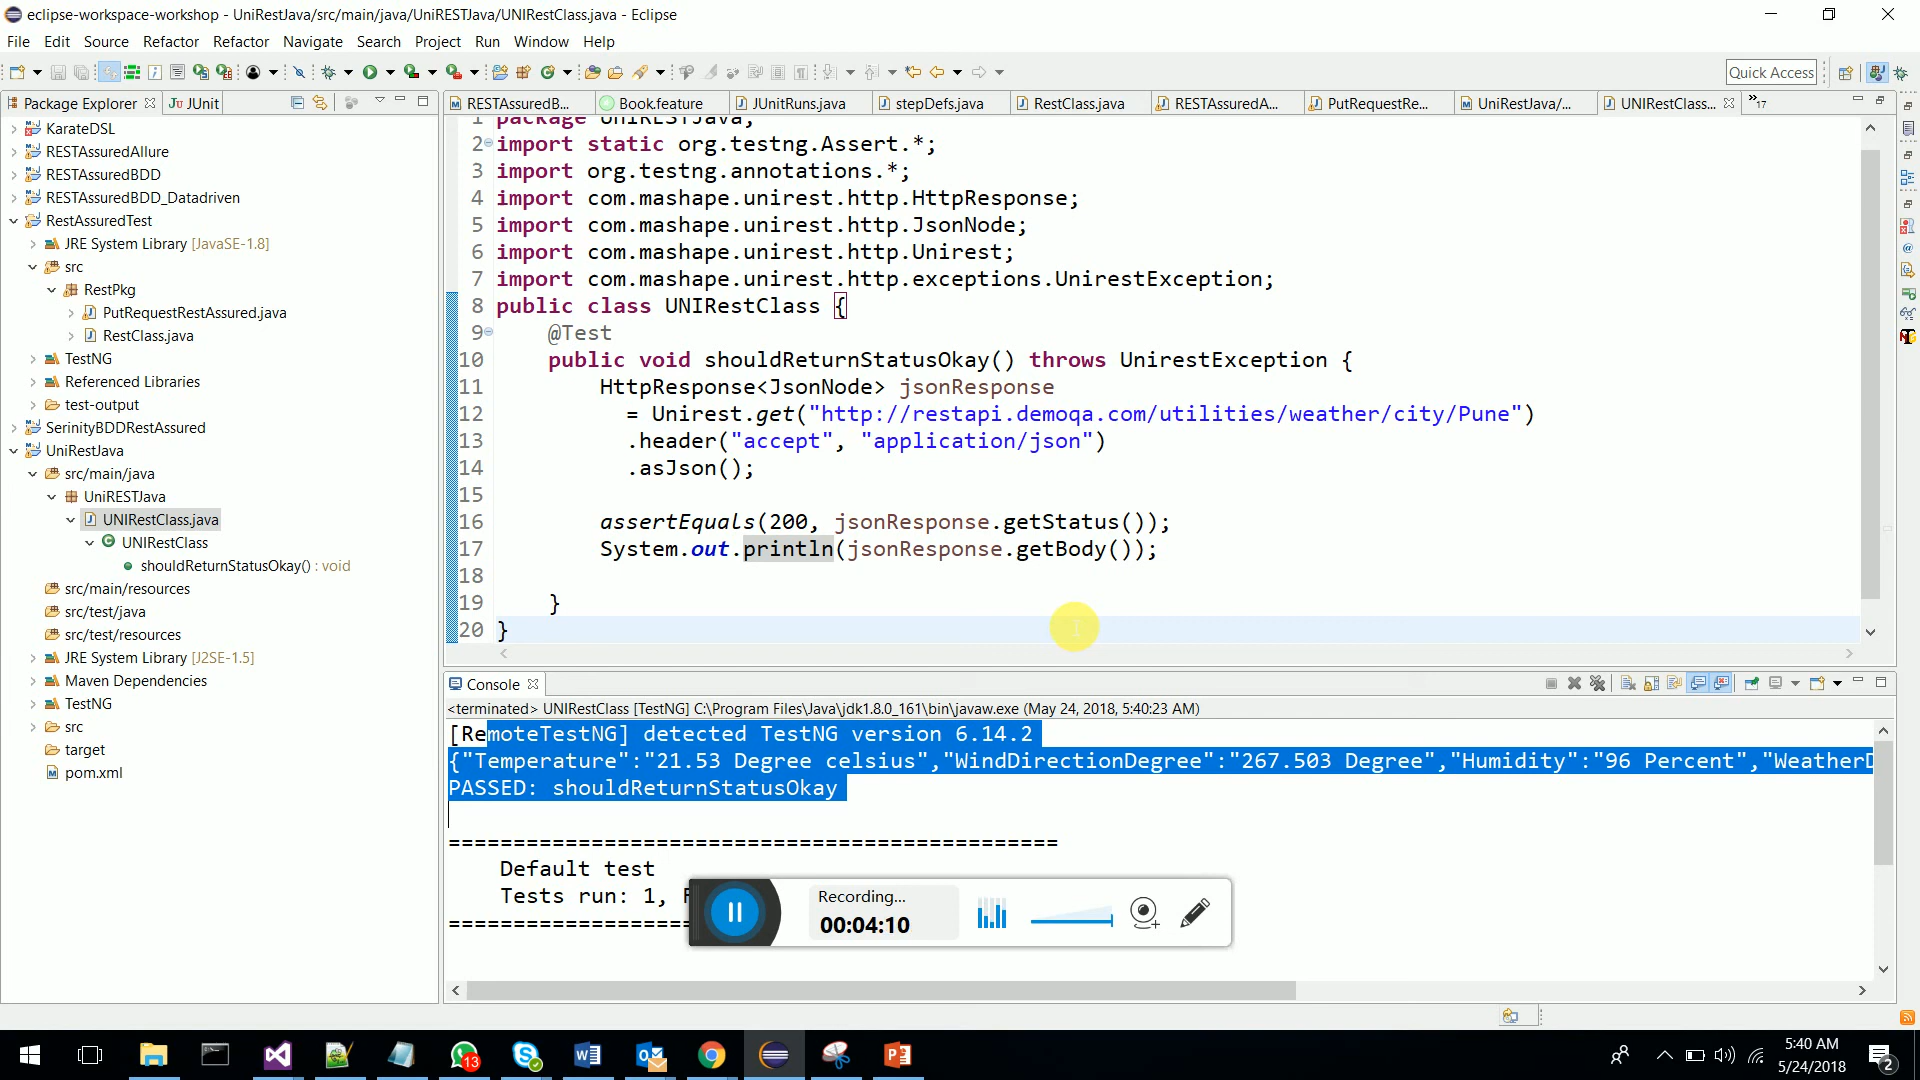 eclipse-workspace-workshop - UniRestJava/src/main/java/UniRESTJava/UNIRestClass.java - Eclipse
File Edit Source Refactor Refactor Navigate Search Project Run Window Help
Quick Access
Package Explorer JUnit
RESTAssuredB... Book.feature JUnitRuns.java stepDefs.java RestClass.java RESTAssuredA... PutRequestRe... UniRestJava/... UNIRestClass... 17
KarateDSL
RESTAssuredAllure
RESTAssuredBDD
RESTAssuredBDD_Datadriven
RestAssuredTest
JRE System Library [JavaSE-1.8]
src
RestPkg
PutRequestRestAssured.java
RestClass.java
TestNG
Referenced Libraries
test-output
SerinityBDDRestAssured
UniRestJava
src/main/java
UniRESTJava
UNIRestClass.java
UNIRestClass
shouldReturnStatusOkay() : void
src/main/resources
src/test/java
src/test/resources
JRE System Library [J2SE-1.5]
Maven Dependencies
TestNG
src
target
pom.xml
1 package UniRESTJava;
2 import static org.testng.Assert.*;
3 import org.testng.annotations.*;
4 import com.mashape.unirest.http.HttpResponse;
5 import com.mashape.unirest.http.JsonNode;
6 import com.mashape.unirest.http.Unirest;
7 import com.mashape.unirest.http.exceptions.UnirestException;
8 public class UNIRestClass {
9 @Test
10 public void shouldReturnStatusOkay() throws UnirestException {
11 HttpResponse<JsonNode> jsonResponse
12 = Unirest.get("http://restapi.demoqa.com/utilities/weather/city/Pune")
13 .header("accept", "application/json")
14 .asJson();
15
16 assertEquals(200, jsonResponse.getStatus());
17 System.out.println(jsonResponse.getBody());
18
19 }
20 }
Console
<terminated> UNIRestClass [TestNG] C:\Program Files\Java\jdk1.8.0_161\bin\javaw.exe (May 24, 2018, 5:40:23 AM)
[RemoteTestNG] detected TestNG version 6.14.2
{"Temperature":"21.53 Degree celsius","WindDirectionDegree":"267.503 Degree","Humidity":"96 Percent","WeatherD
PASSED: shouldReturnStatusOkay
===============================================
Default test
Tests run: 1, F
Recording...
00:04:10
13
5:40 AM
5/24/2018
2